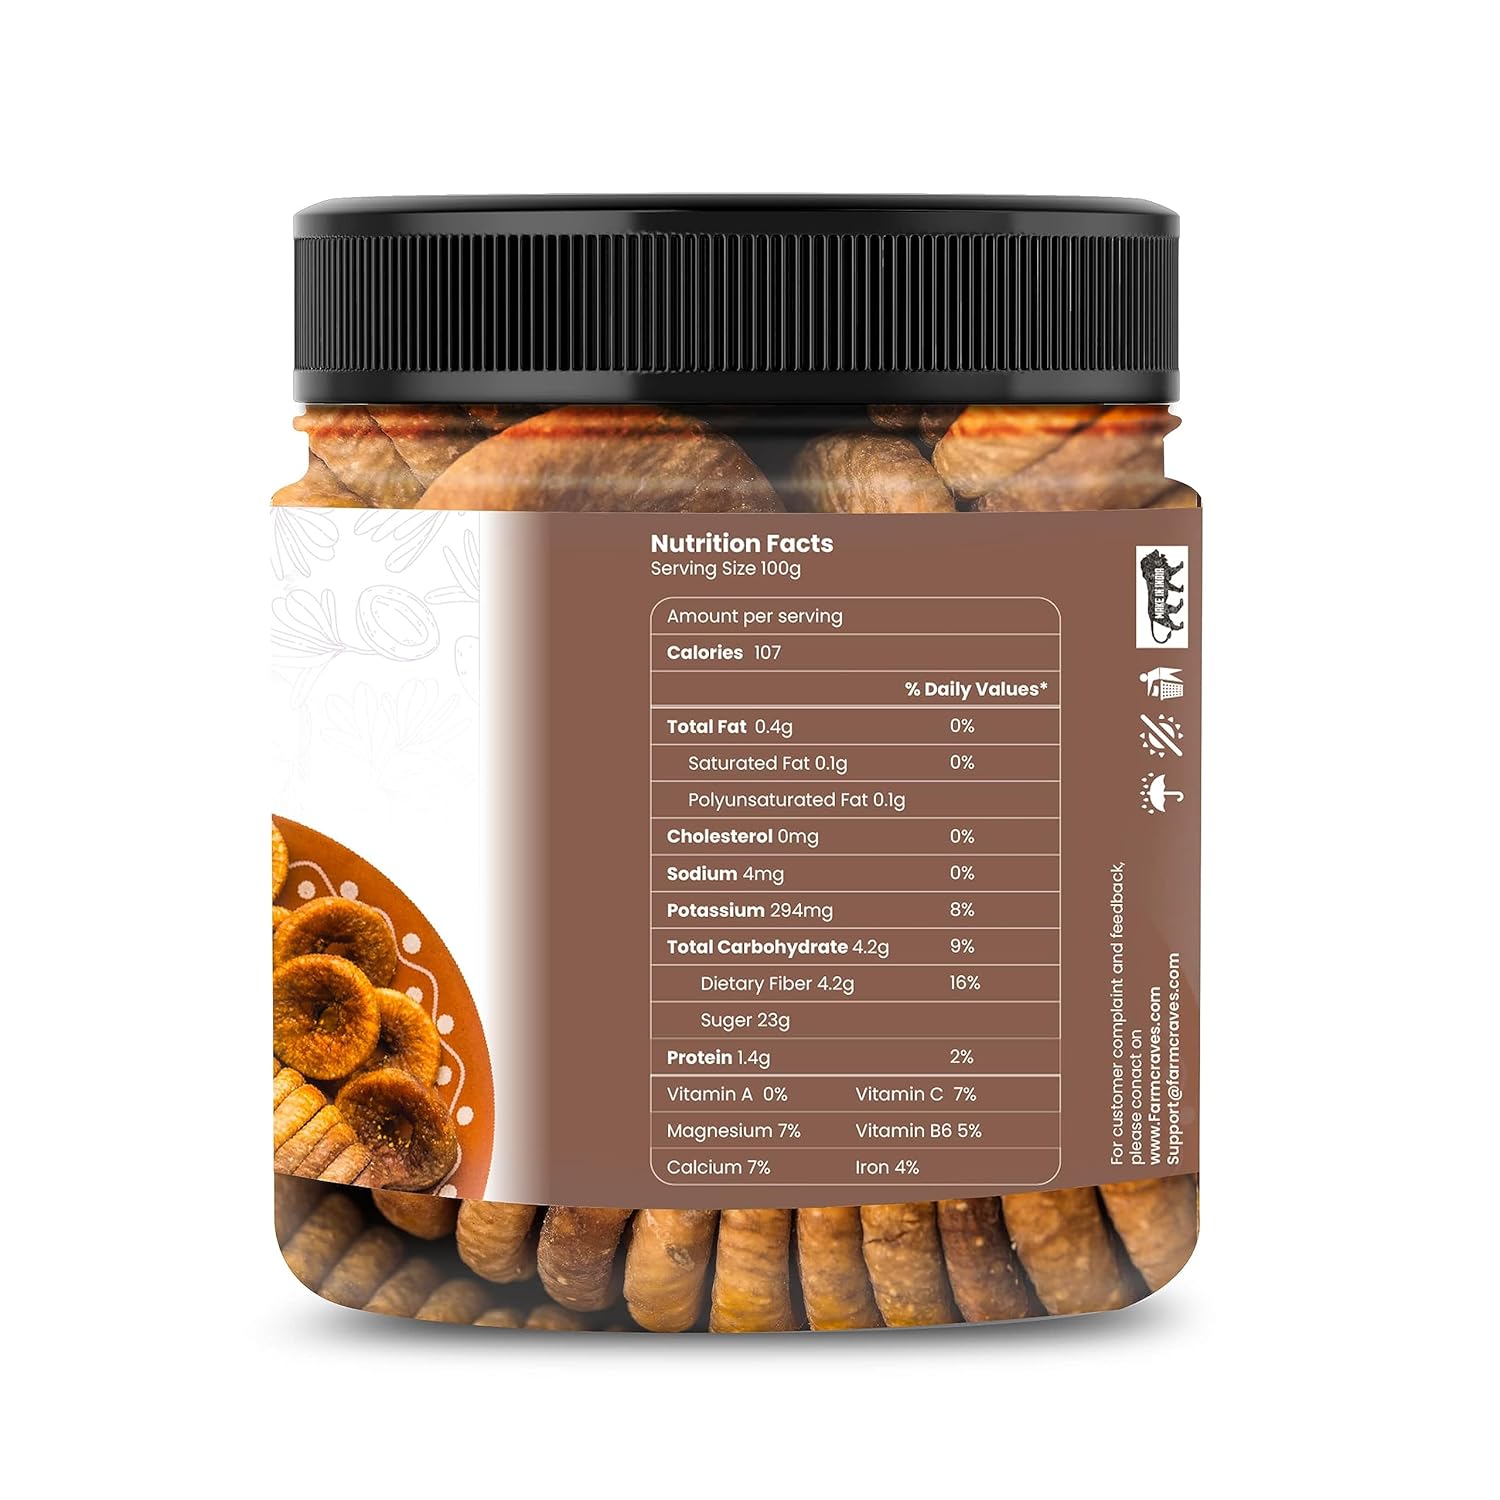 Nutrition Facts
Serving Size 100g
Amount per serving
Calories 107
% Daily Values*
Total Fat 0.4g 0%
Saturated Fat 0.1g 0%
Polyunsaturated Fat 0.1g
Cholesterol 0mg 0%
Sodium 4mg 0%
Potassium 294mg 8%
Total Carbohydrate 4.2g 9%
Dietary Fiber 4.2g 16%
Suger 23g
Protein 1.4g 2%
Vitamin A 0% Vitamin C 7%
Magnesium 7% Vitamin B6 5%
Calcium 7% Iron 4%
MAKE IN INDIA
For customer complaint and feedback,
please conact on
www.Farmcraves.com
Support@farmcraves.com